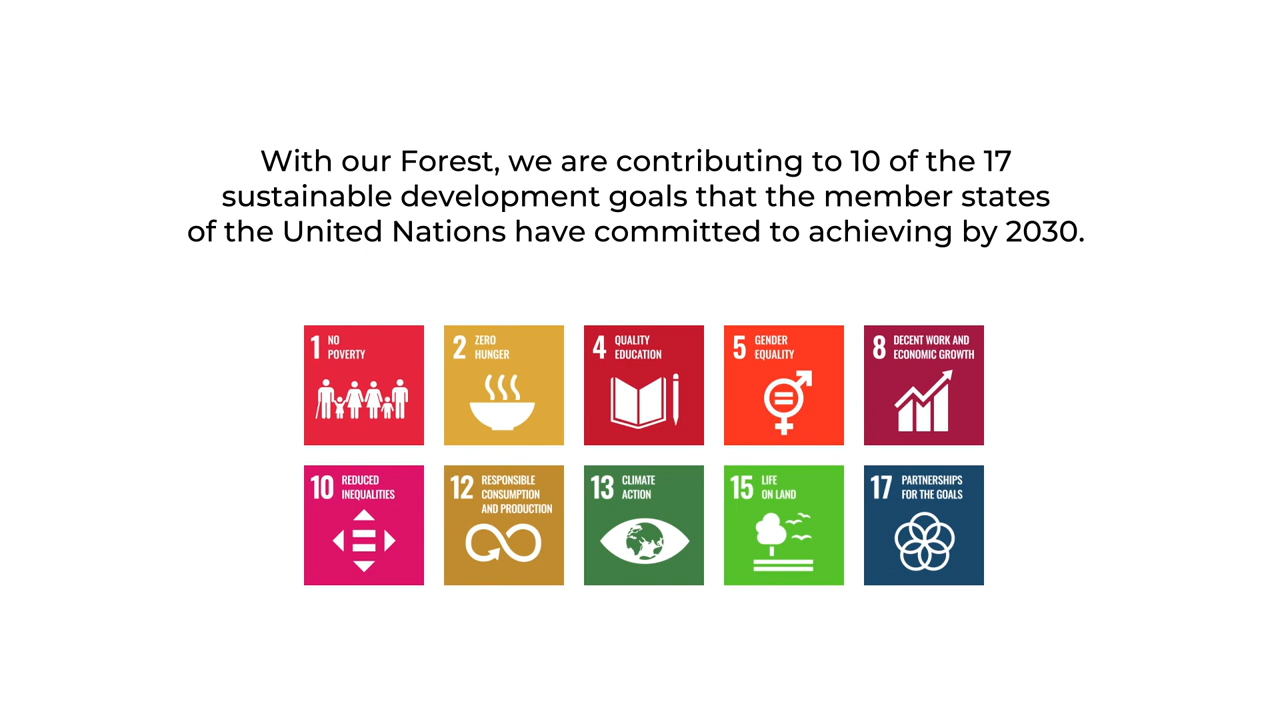 With our Forest, we are contributing to 10 of the 17
sustainable development goals that the member states
of the United Nations have committed to achieving by 2030.
1 NO
POVERTY
2 ZERO
HUNGER
4 QUALITY
EDUCATION
5 GENDER
EQUALITY
8 DECENT WORK AND
ECONOMIC GROWTH
10 REDUCED
INEQUALITIES
12 RESPONSIBLE
CONSUMPTION
AND PRODUCTION
13 CLIMATE
ACTION
15 LIFE
ON LAND
17 PARTNERSHIPS
FOR THE GOALS